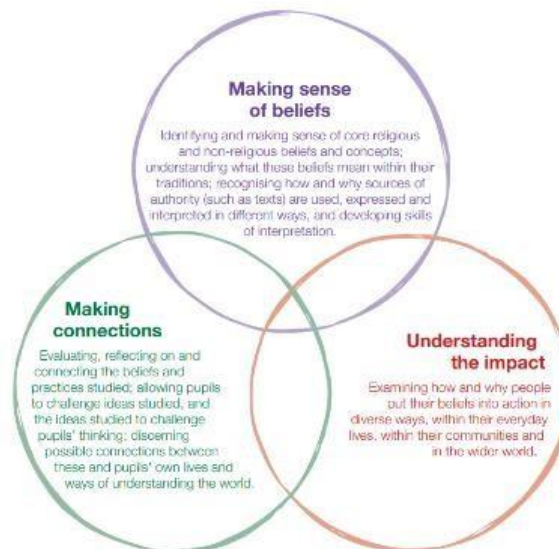 Making sense
of beliefs
Identifying and making sense of core religious
and non-religious beliefs and concepts;
understanding what these beliefs mean within their
traditions; recognising how and why sources of
authority (such as texts) are used, expressed and
interpreted in different ways, and developing skills
of interpretation.
Making
connections
Evaluating, reflecting on and
connecting the beliefs and
practices studied; allowing pupils
to challenge ideas studied, and
the ideas studied to challenge
pupils' thinking; discerning
possible connections between
these and pupils' own lives and
ways of understanding the world.
Understanding
the impact
Examining how and why people
put their beliefs into action in
diverse ways, within their everyday
lives, within their communities and
in the wider world.